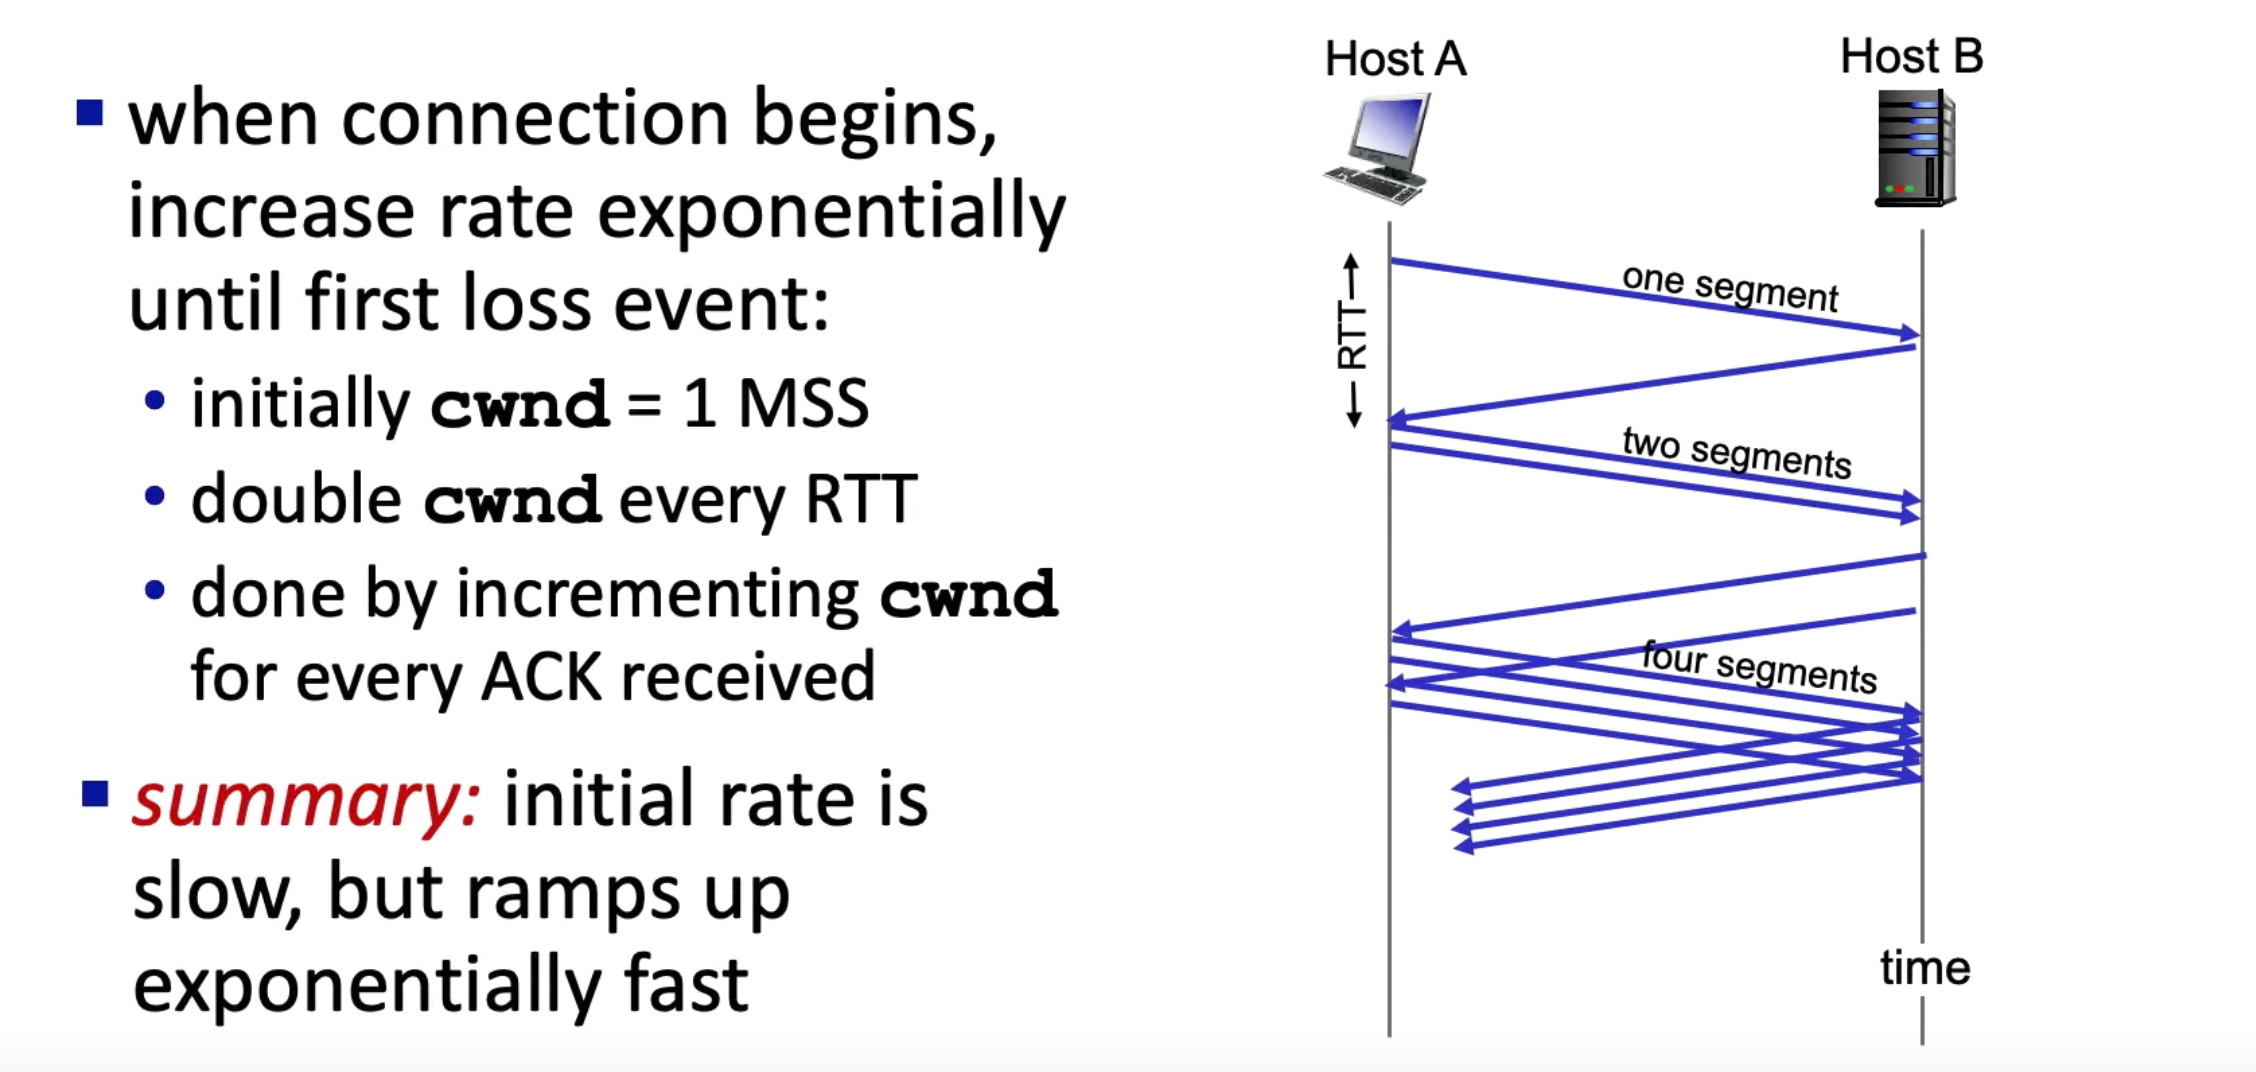 when connection begins,
increase rate exponentially
until first loss event:
initially cwnd = 1 MSS
double cwnd every RTT
done by incrementing cwnd
for every ACK received
summary: initial rate is
slow, but ramps up
exponentially fast
Host A
Host B
RTT
one segment
two segments
four segments
time